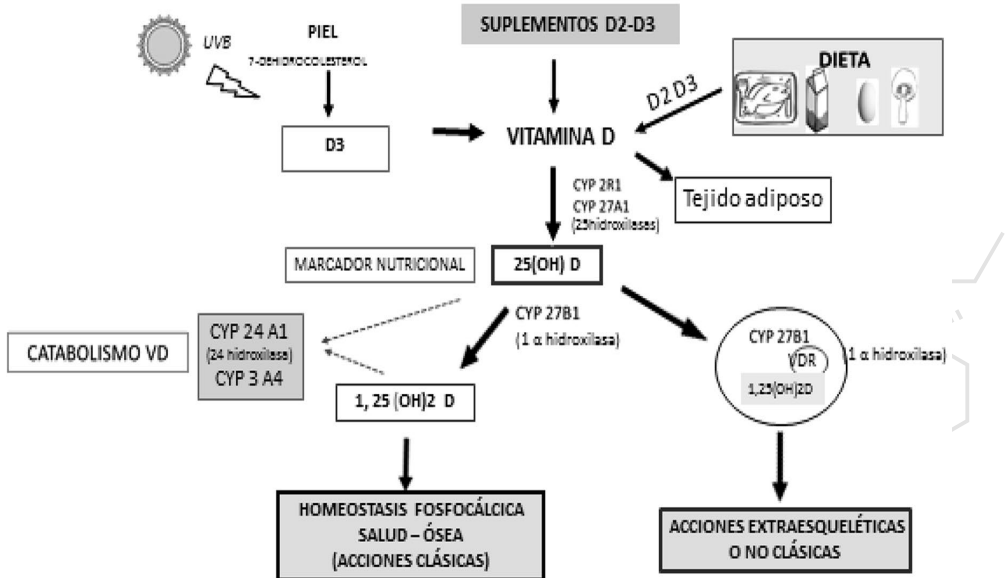 UVB
PIEL
7-DEHIDROCOLESTEROL
SUPLEMENTOS D2-D3
DIETA
D2 D3
D3
VITAMINA D
Tejido adiposo
CYP 2R1
CYP 27A1
(25hidroxilasas)
MARCADOR NUTRICIONAL
25(OH) D
CYP 27B1
(1 α hidroxilasa)
CATABOLISMO VD
CYP 24 A1
(24 hidroxilasa)
CYP 3 A4
1, 25 (OH)2 D
CYP 27B1
VDR
1,25(OH)2D
(1 α hidroxilasa)
HOMEOSTASIS FOSFOCÁLCICA
SALUD – ÓSEA
(ACCIONES CLÁSICAS)
ACCIONES EXTRAESQUELÉTICAS
O NO CLÁSICAS